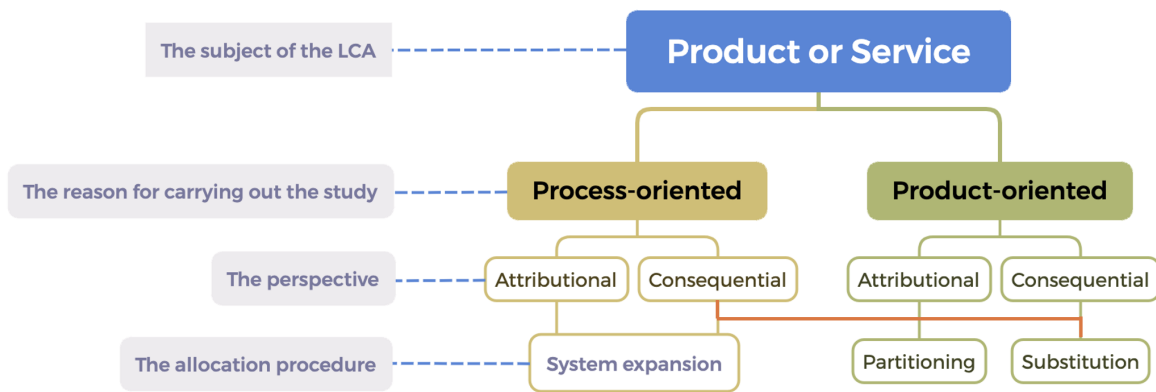 The subject of the LCA
Product or Service
The reason for carrying out the study
Process-oriented
Product-oriented
The perspective
Attributional
Consequential
Attributional
Consequential
The allocation procedure
System expansion
Partitioning
Substitution